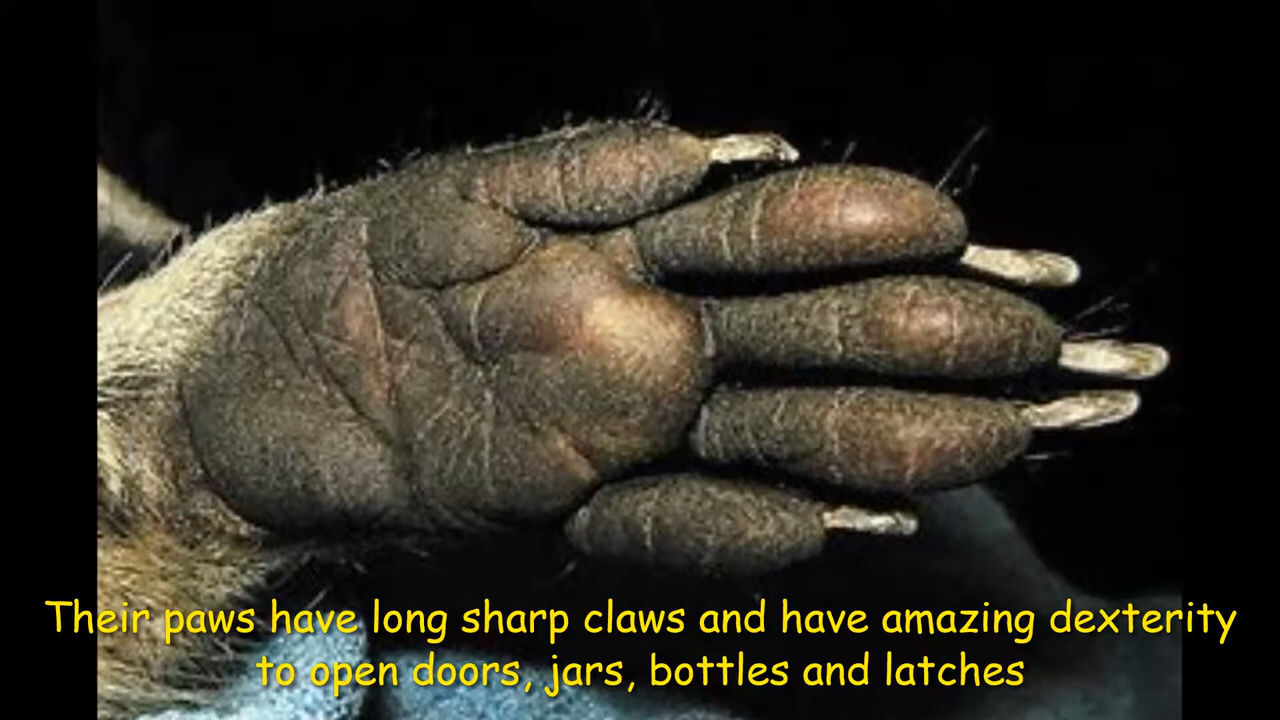 Their paws have long sharp claws and have amazing dexterity
to open doors, jars, bottles and latches